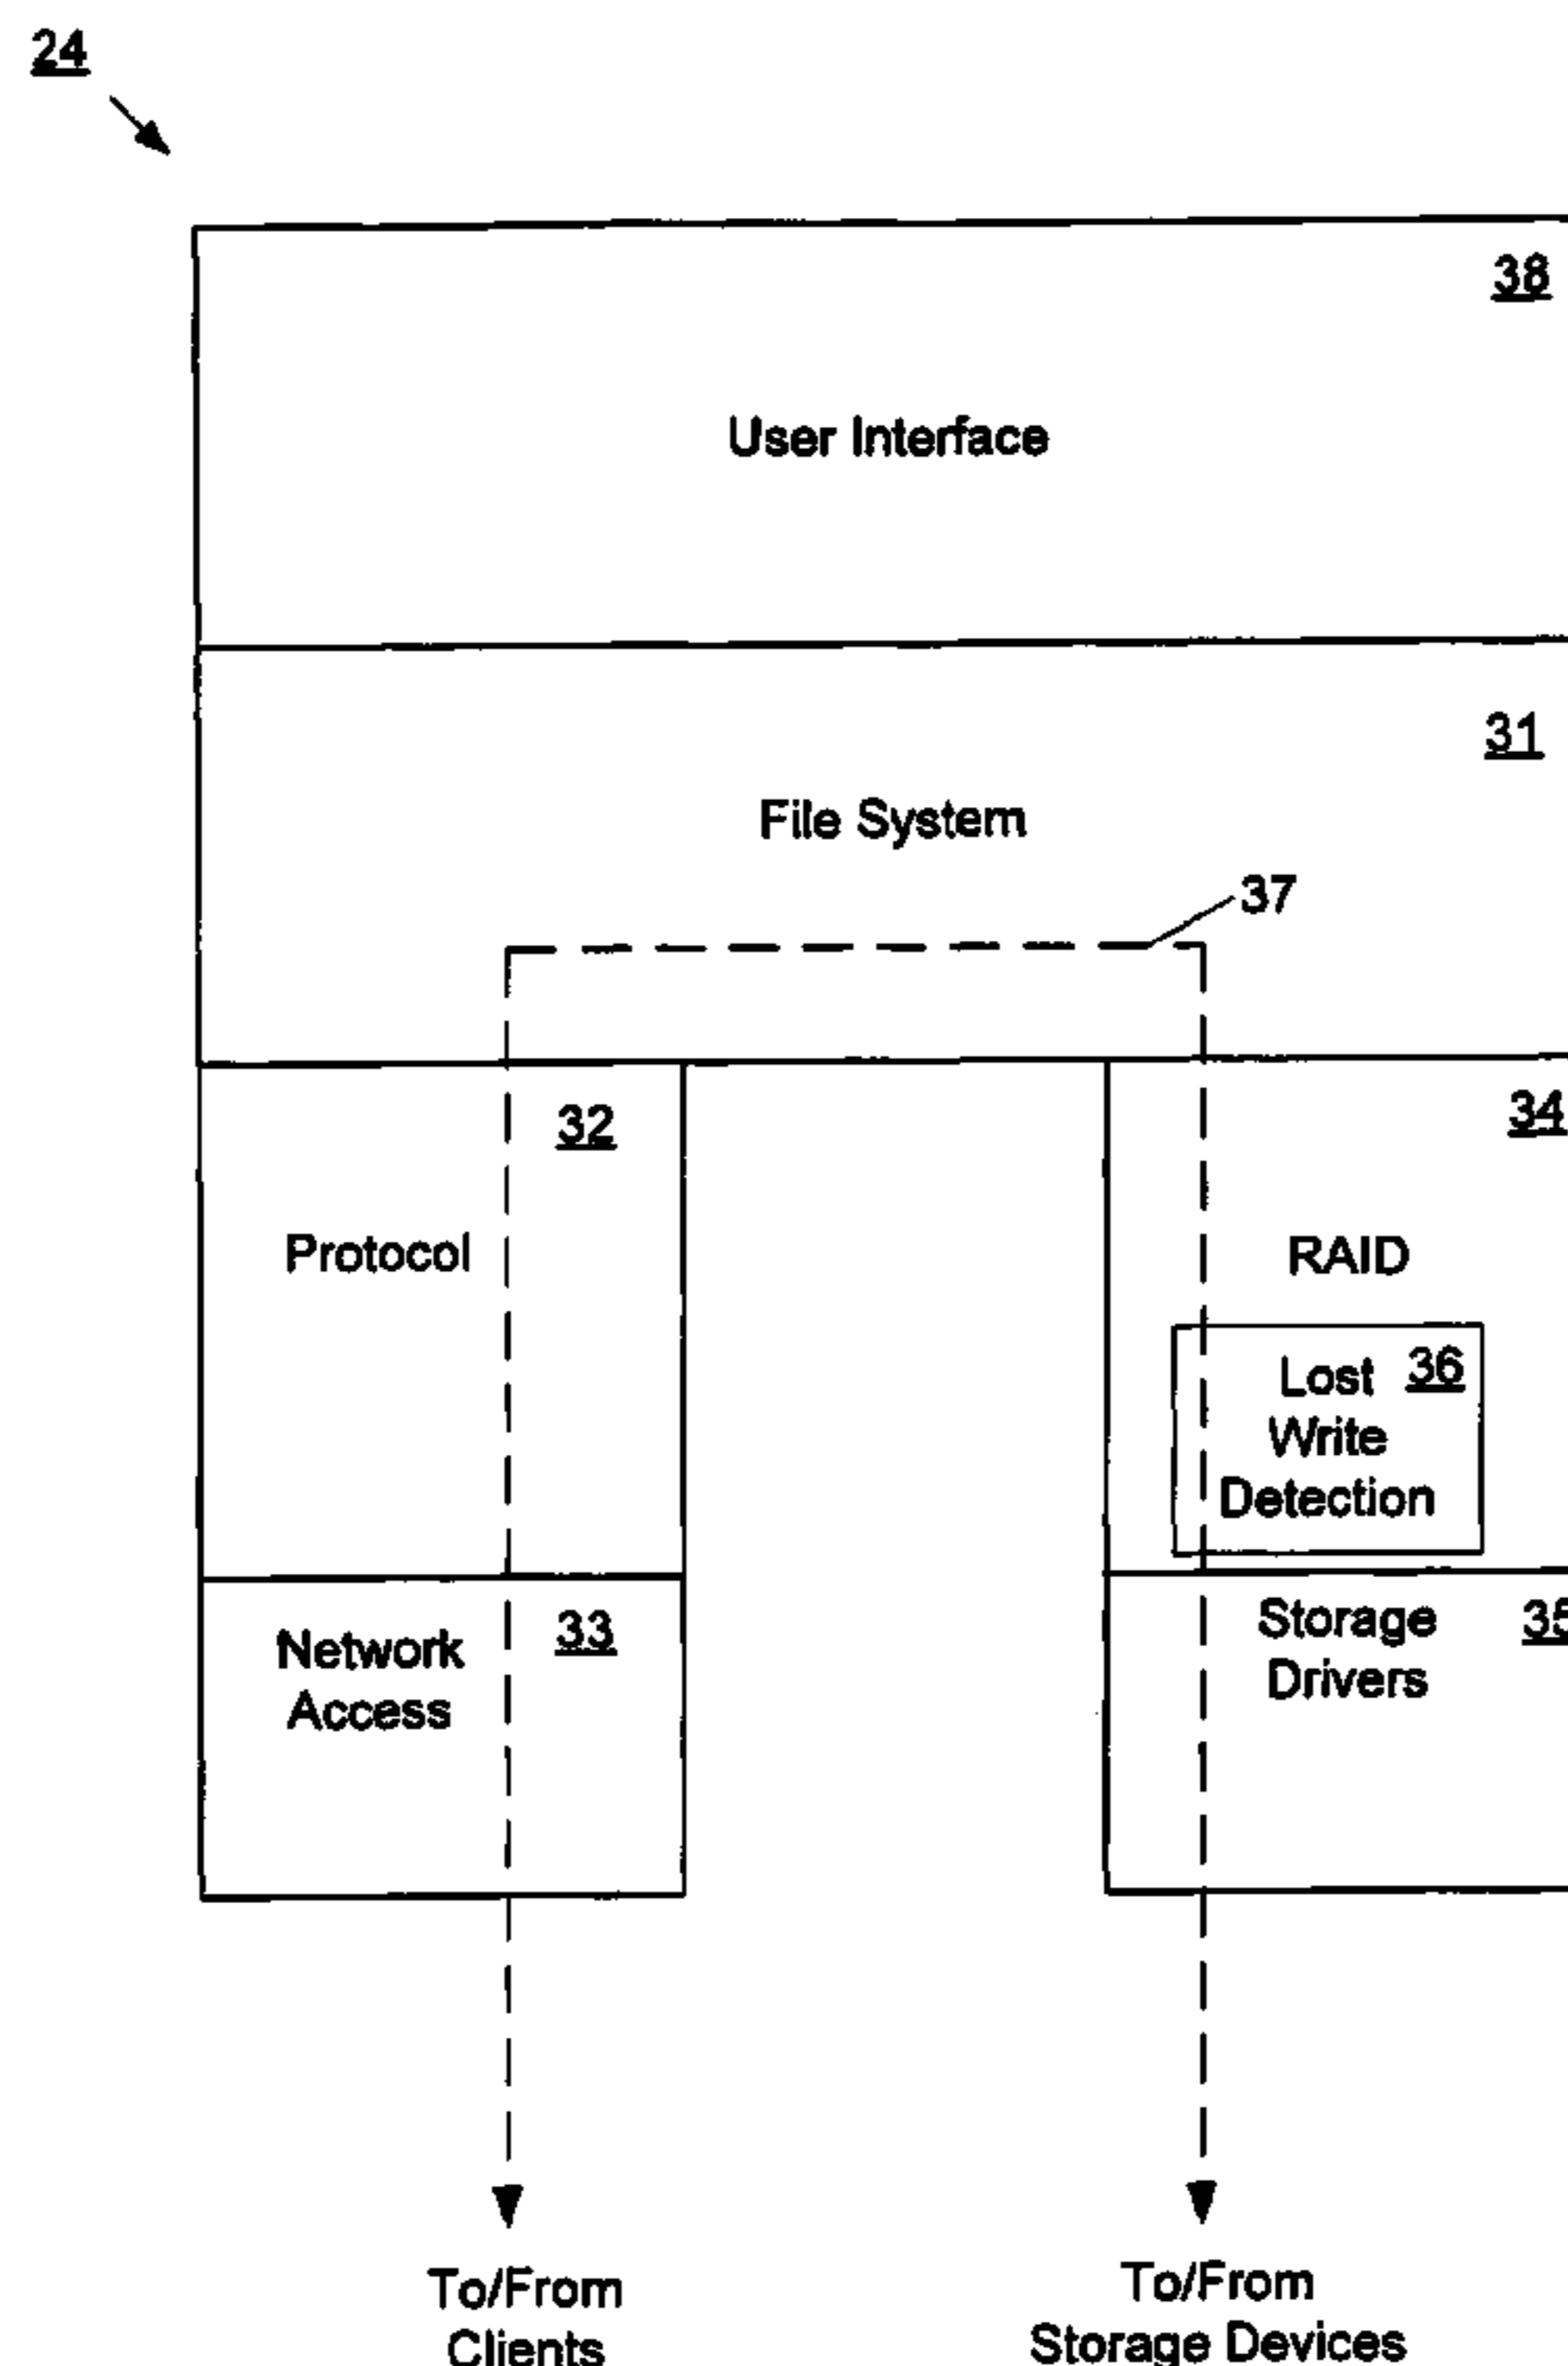 24
38
User Interface
31
File System
37
32
34
Protocol
RAID
Lost 36
Write
Detection
Network 33
Access
Storage 35
Drivers
To/From
Clients
To/From
Storage Devices